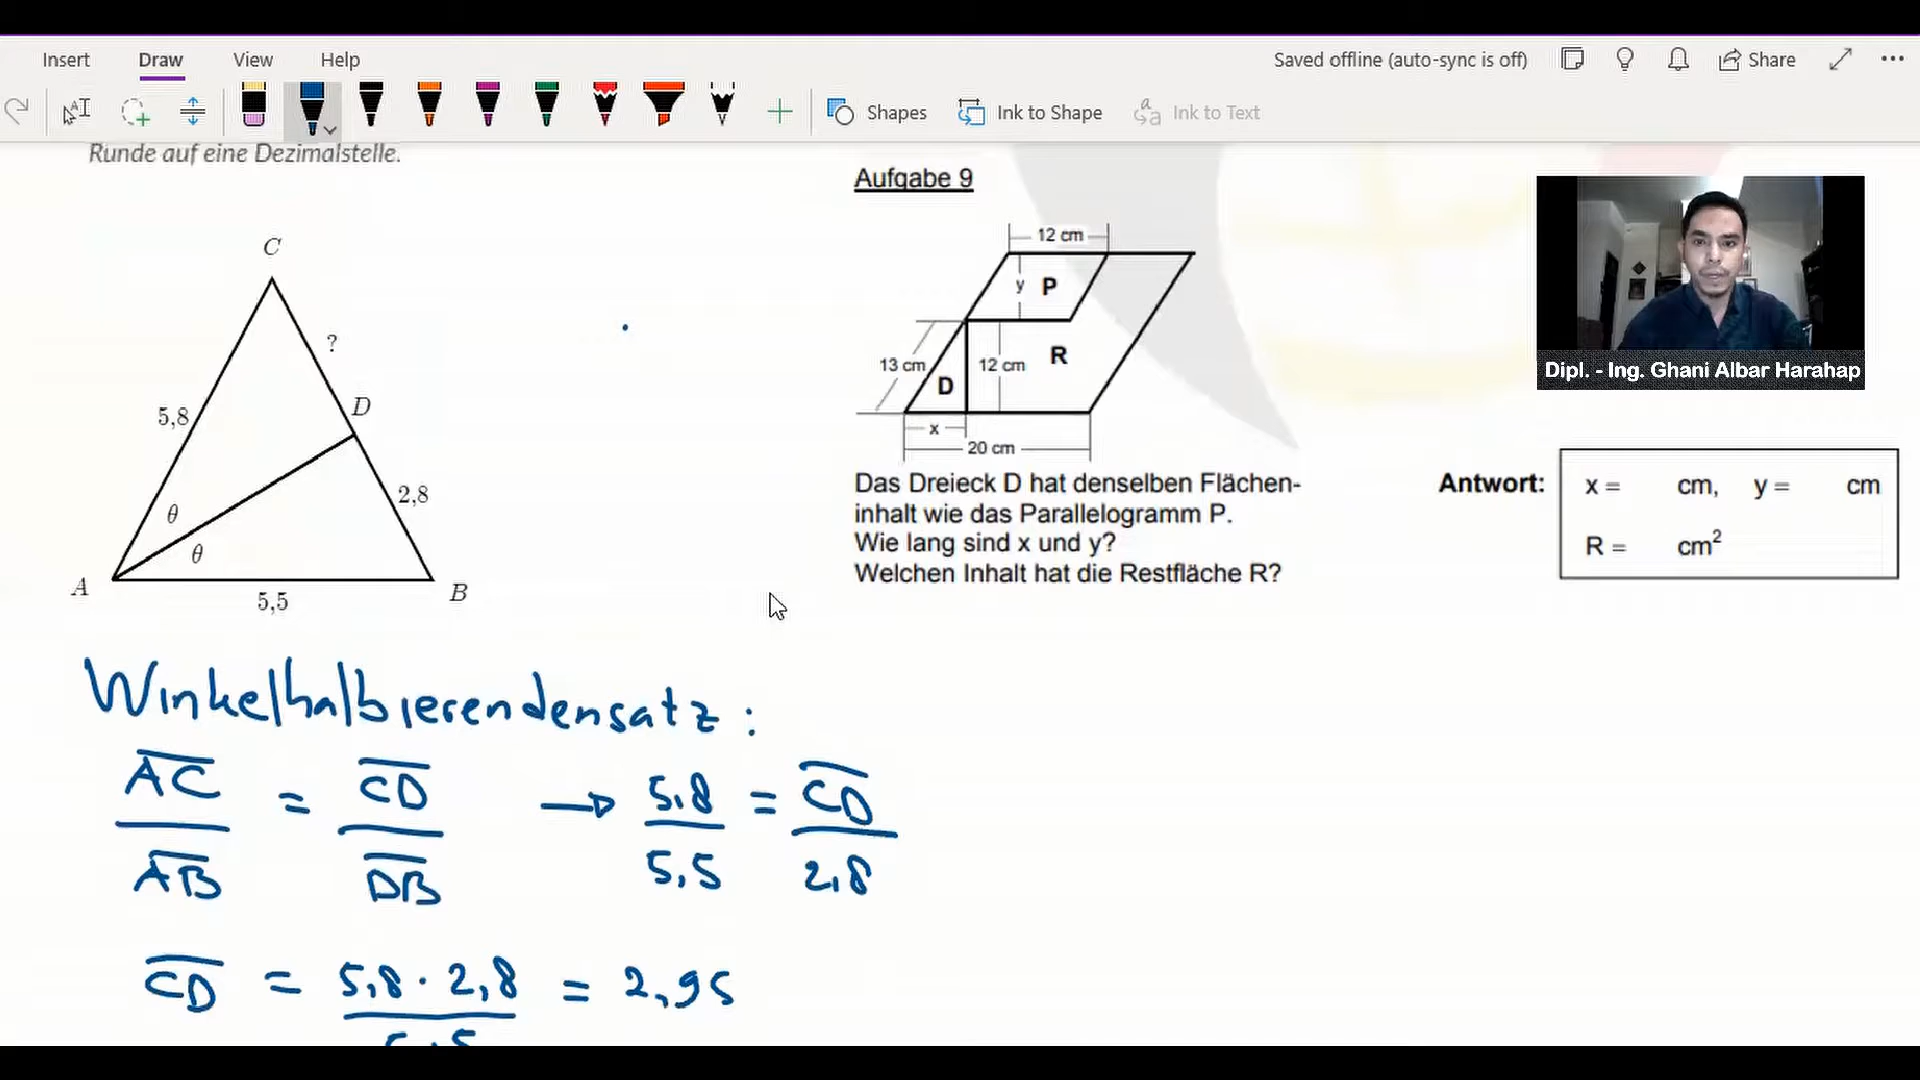 Insert Draw View Help
Saved offline (auto-sync is off) Share
Shapes Ink to Shape Ink to Text
Runde auf eine Dezimalstelle.
C
?
5,8
D
2,8
θ
θ
A
B
5,5
Winkelhalbierendensatz :
AC / AB = CD / DB → 5,8 / 5,5 = CD / 2,8
CD = 5,8 · 2,8 / 5,5 = 2,95
Aufgabe 9
12 cm
y P
13 cm 12 cm R
D
x
20 cm
Das Dreieck D hat denselben Flächen-
inhalt wie das Parallelogramm P.
Wie lang sind x und y?
Welchen Inhalt hat die Restfläche R?
Dipl. - Ing. Ghani Albar Harahap
Antwort: x = cm, y = cm
R = cm²